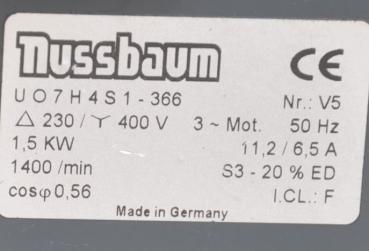 nussbaum CE
U O 7 H 4 S 1 - 366 Nr.: V5
△ 230 / Y 400 V 3 ~ Mot. 50 Hz
1,5 KW 11,2 / 6,5 A
1400 /min S3 - 20 % ED
cosφ 0,56 I.CL.: F
Made in Germany